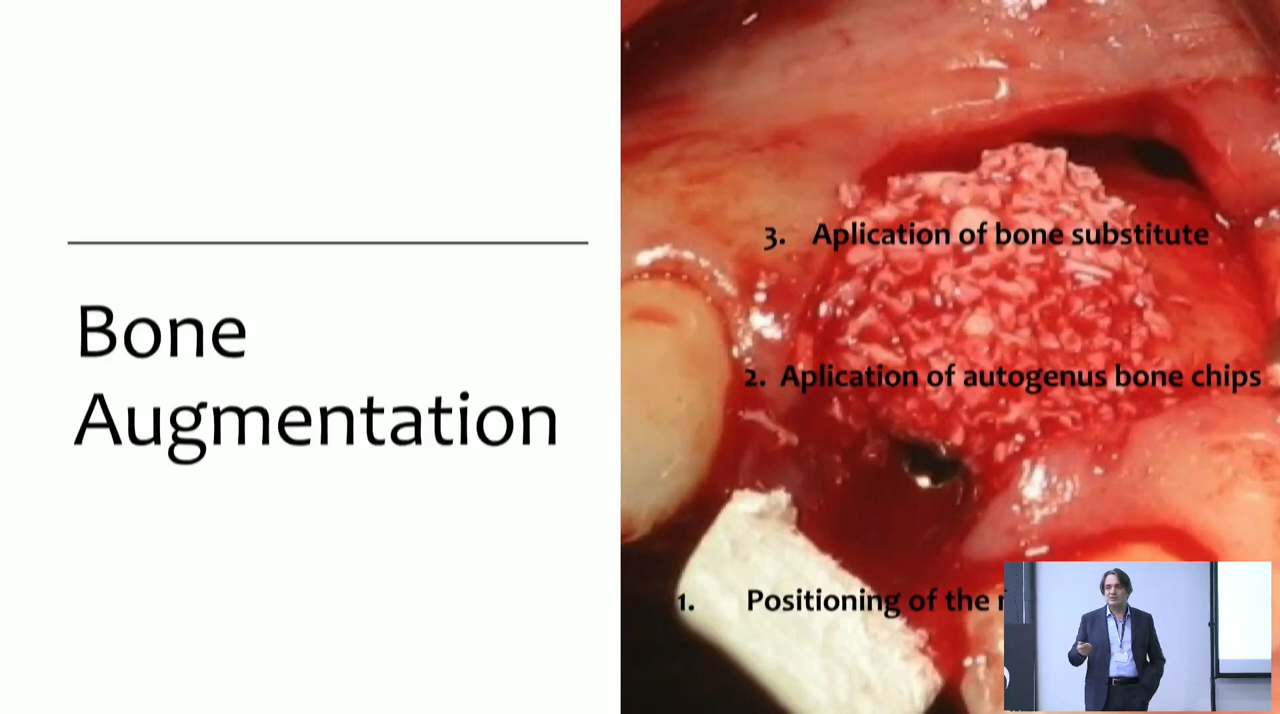 Bone
Augmentation
3. Aplication of bone substitute
2. Aplication of autogenus bone chips
1. Positioning of the